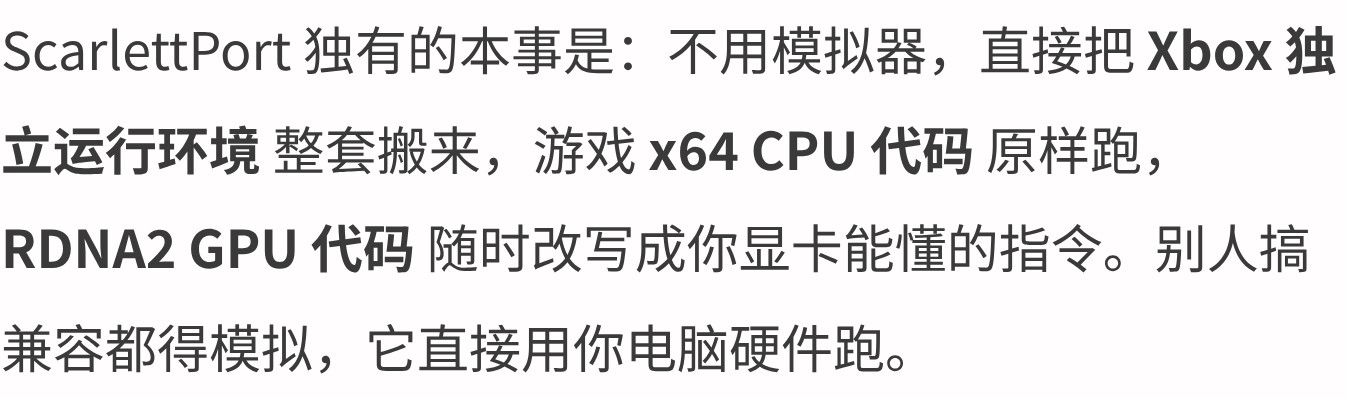 ScarlettPort 独有的本事是：不用模拟器，直接把 Xbox 独
立运行环境 整套搬来，游戏 x64 CPU 代码 原样跑，
RDNA2 GPU 代码 随时改写成你显卡能懂的指令。别人搞
兼容都得模拟，它直接用你电脑硬件跑。